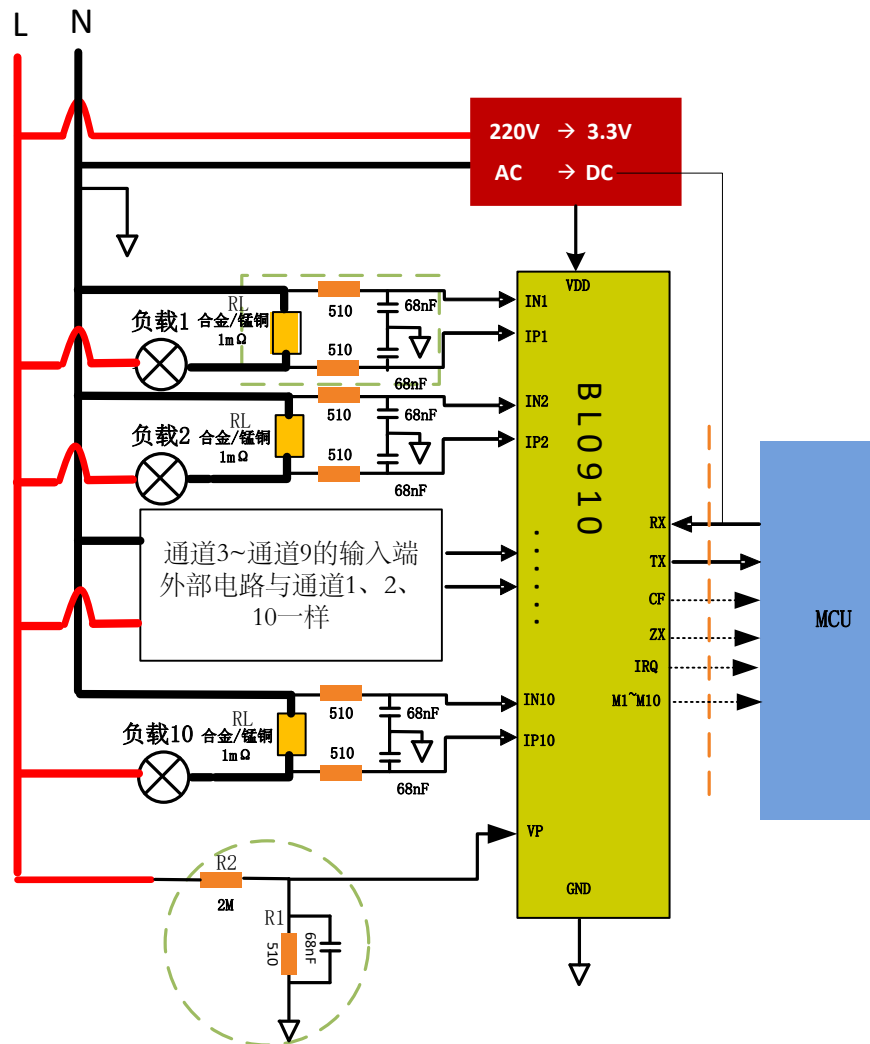 L
N
220V → 3.3V
AC → DC
VDD
RL
负载1
合金/锰铜
1mΩ
510
510
68nF
68nF
IN1
IP1
RL
负载2
合金/锰铜
1mΩ
510
510
68nF
68nF
IN2
IP2
BL0910
通道3~通道9的输入端
外部电路与通道1、2、
10一样
......
RX
TX
CF
ZX
IRQ
M1~M10
MCU
RL
负载10
合金/锰铜
1mΩ
510
510
68nF
68nF
IN10
IP10
VP
GND
R2
2M
R1
510
68nF